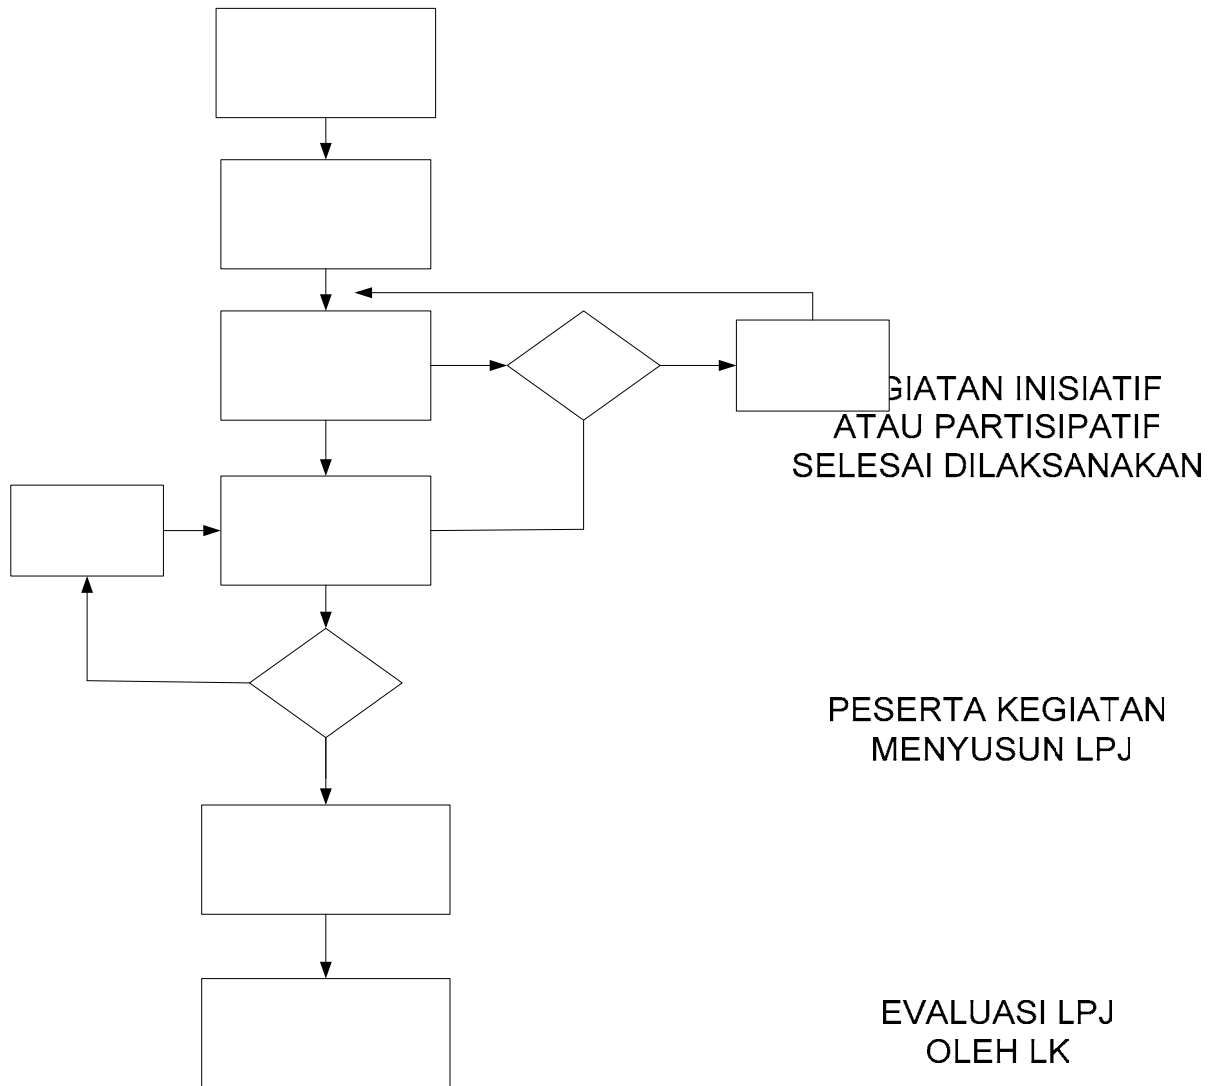 GIATAN INISIATIF
ATAU PARTISIPATIF
SELESAI DILAKSANAKAN
PESERTA KEGIATAN
MENYUSUN LPJ
EVALUASI LPJ
OLEH LK